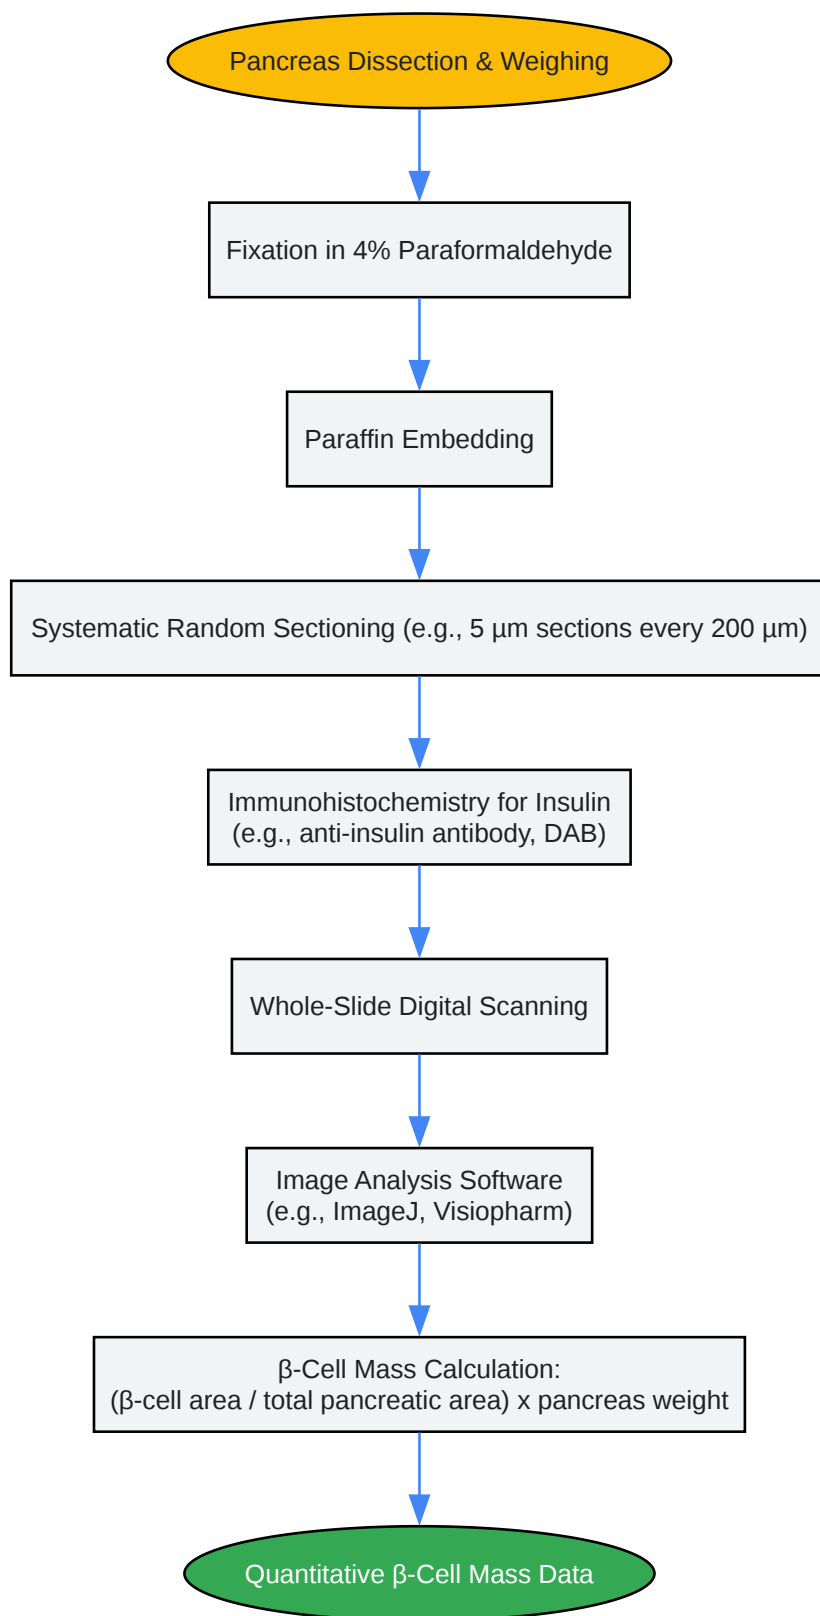 Pancreas Dissection & Weighing
Fixation in 4% Paraformaldehyde
Paraffin Embedding
Systematic Random Sectioning (e.g., 5 µm sections every 200 µm)
Immunohistochemistry for Insulin
(e.g., anti-insulin antibody, DAB)
Whole-Slide Digital Scanning
Image Analysis Software
(e.g., ImageJ, Visiopharm)
β-Cell Mass Calculation:
(β-cell area / total pancreatic area) x pancreas weight
Quantitative β-Cell Mass Data